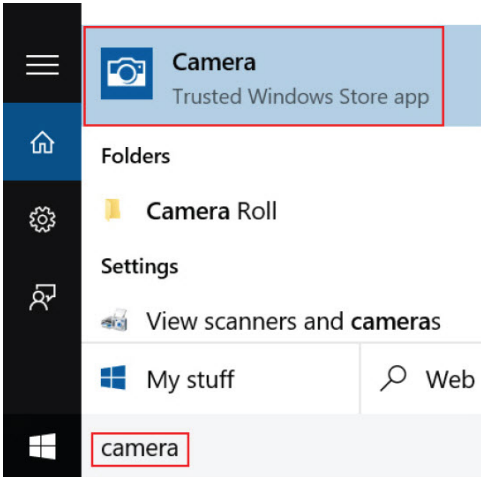 Camera
Trusted Windows Store app
Folders
Camera Roll
Settings
View scanners and cameras
My stuff
Web
camera